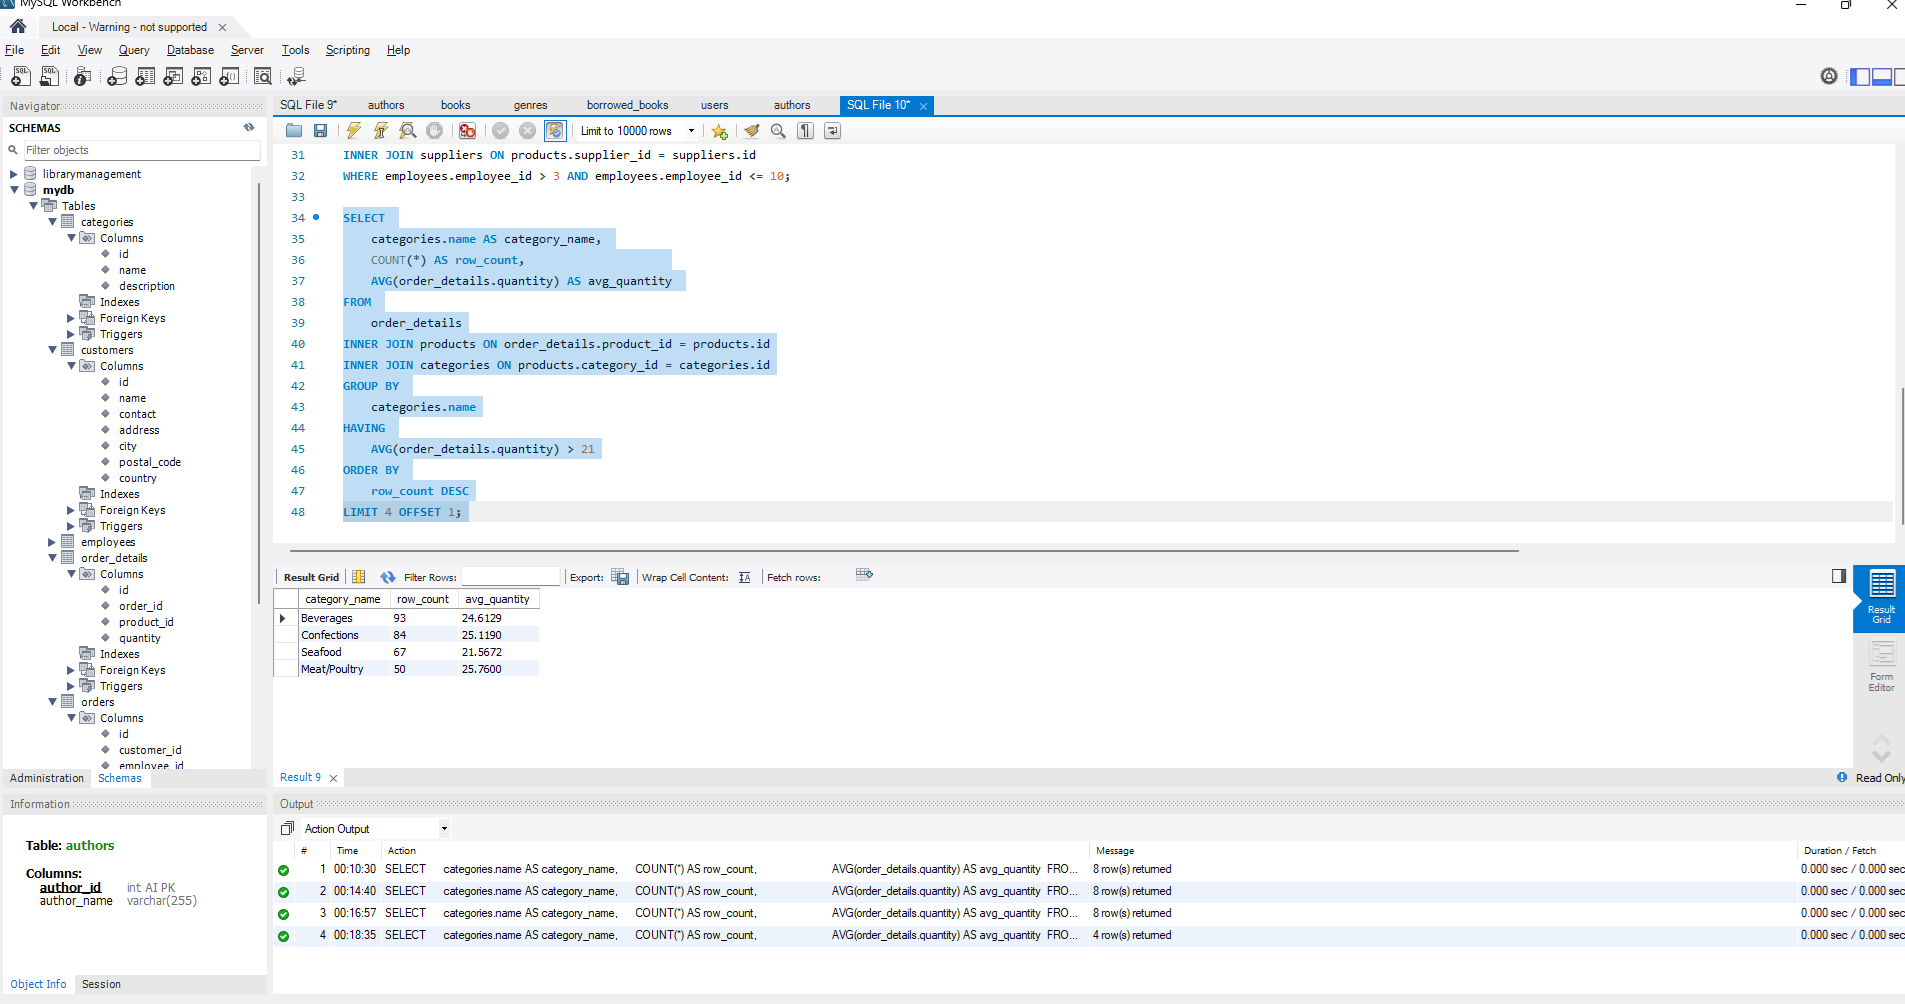 MySQL Workbench
Local - Warning - not supported
File Edit View Query Database Server Tools Scripting Help
Navigator
SCHEMAS
Filter objects
librarymanagement
mydb
Tables
categories
Columns
id
name
description
Indexes
Foreign Keys
Triggers
customers
Columns
id
name
contact
address
city
postal_code
country
Indexes
Foreign Keys
Triggers
employees
order_details
Columns
id
order_id
product_id
quantity
Indexes
Foreign Keys
Triggers
orders
Columns
id
customer_id
employee_id
Administration Schemas
Information
Table: authors
Columns:
author_id int AI PK
author_name varchar(255)
Object Info Session
SQL File 9* authors books genres borrowed_books users authors SQL File 10*
Limit to 10000 rows
31 INNER JOIN suppliers ON products.supplier_id = suppliers.id
32 WHERE employees.employee_id > 3 AND employees.employee_id <= 10;
33
34 SELECT
35 categories.name AS category_name,
36 COUNT(*) AS row_count,
37 AVG(order_details.quantity) AS avg_quantity
38 FROM
39 order_details
40 INNER JOIN products ON order_details.product_id = products.id
41 INNER JOIN categories ON products.category_id = categories.id
42 GROUP BY
43 categories.name
44 HAVING
45 AVG(order_details.quantity) > 21
46 ORDER BY
47 row_count DESC
48 LIMIT 4 OFFSET 1;
Result Grid Filter Rows: Export: Wrap Cell Content: Fetch rows:
category_name row_count avg_quantity
Beverages 93 24.6129
Confections 84 25.1190
Seafood 67 21.5672
Meat/Poultry 50 25.7600
Result Grid
Form Editor
Result 9
Read Only
Output
Action Output
# Time Action Message Duration / Fetch
1 00:10:30 SELECT categories.name AS category_name, COUNT(*) AS row_count, AVG(order_details.quantity) AS avg_quantity FRO... 8 row(s) returned 0.000 sec / 0.000 sec
2 00:14:40 SELECT categories.name AS category_name, COUNT(*) AS row_count, AVG(order_details.quantity) AS avg_quantity FRO... 8 row(s) returned 0.000 sec / 0.000 sec
3 00:16:57 SELECT categories.name AS category_name, COUNT(*) AS row_count, AVG(order_details.quantity) AS avg_quantity FRO... 8 row(s) returned 0.000 sec / 0.000 sec
4 00:18:35 SELECT categories.name AS category_name, COUNT(*) AS row_count, AVG(order_details.quantity) AS avg_quantity FRO... 4 row(s) returned 0.000 sec / 0.000 sec